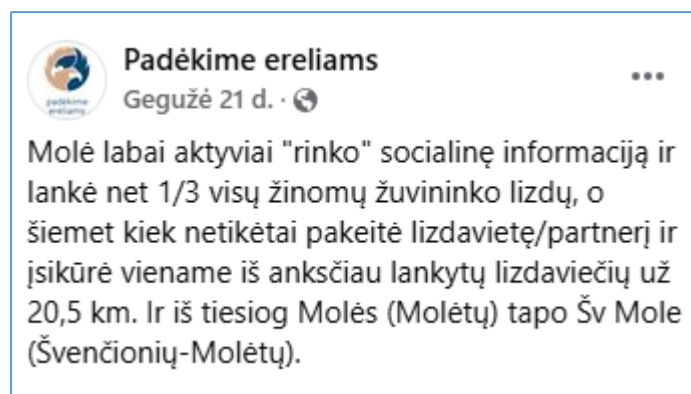 Padėkime ereliams
Gegužė 21 d. ·
padėkime
ereliams
Molė labai aktyviai "rinko" socialinę informaciją ir
lankė net 1/3 visų žinomų žuvininko lizdų, o
šiemet kiek netikėtai pakeitė lizdavietę/partnerį ir
įsikūrė viename iš anksčiau lankytų lizdaviečių už
20,5 km. Ir iš tiesiog Molės (Molėtų) tapo Šv Mole
(Švenčionių-Molėtų).